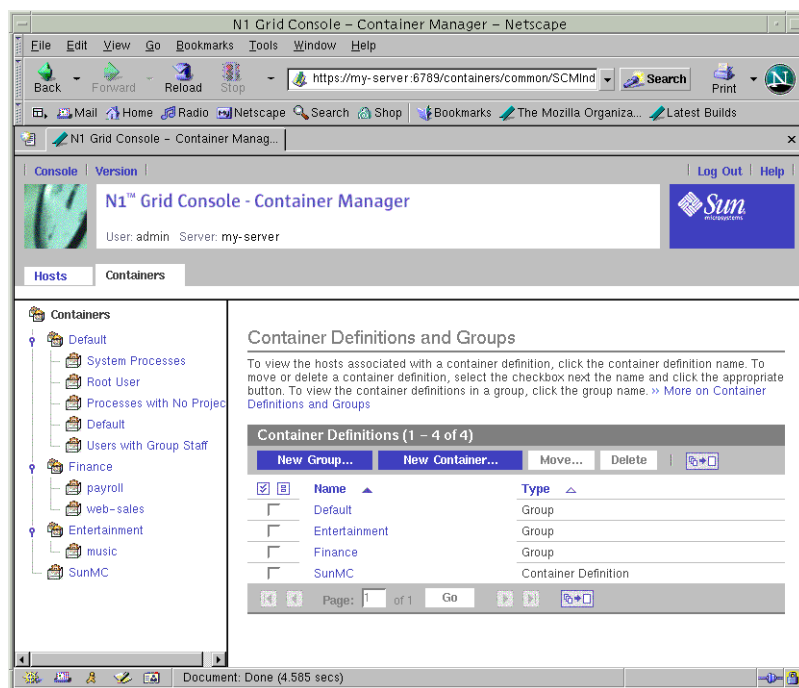 N1 Grid Console – Container Manager – Netscape
File Edit View Go Bookmarks Tools Window Help
Back Forward Reload Stop https://my-server:6789/containers/common/SCMInd Search Print N
Mail Home Radio Netscape Search Shop Bookmarks The Mozilla Organiza... Latest Builds
N1 Grid Console – Container Manag...
Console Version Log Out Help
N1™ Grid Console - Container Manager
Sun
microsystems
User: admin Server: my-server
Hosts Containers
Containers
Default
System Processes
Root User
Processes with No Projec
Default
Users with Group Staff
Finance
payroll
web-sales
Entertainment
music
SunMC
Container Definitions and Groups
To view the hosts associated with a container definition, click the container definition name. To
move or delete a container definition, select the checkbox next the name and click the appropriate
button. To view the container definitions in a group, click the group name. » More on Container
Definitions and Groups
Container Definitions (1 – 4 of 4)
New Group... New Container... Move... Delete
Name Type
Default Group
Entertainment Group
Finance Group
SunMC Container Definition
Page: 1 of 1 Go
Document: Done (4.585 secs)